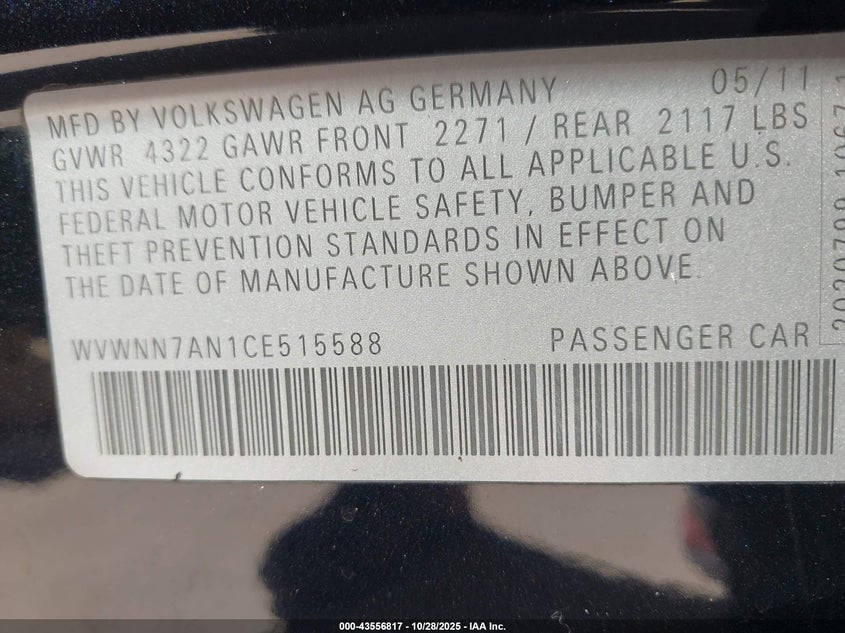 MFD BY VOLKSWAGEN AG GERMANY 05/11
GVWR 4322 GAWR FRONT 2271 / REAR 2117 LBS
THIS VEHICLE CONFORMS TO ALL APPLICABLE U.S.
FEDERAL MOTOR VEHICLE SAFETY, BUMPER AND
THEFT PREVENTION STANDARDS IN EFFECT ON
THE DATE OF MANUFACTURE SHOWN ABOVE.
WVWNN7AN1CE515588 PASSENGER CAR
000-43556817 - 10/28/2025 - IAA Inc.